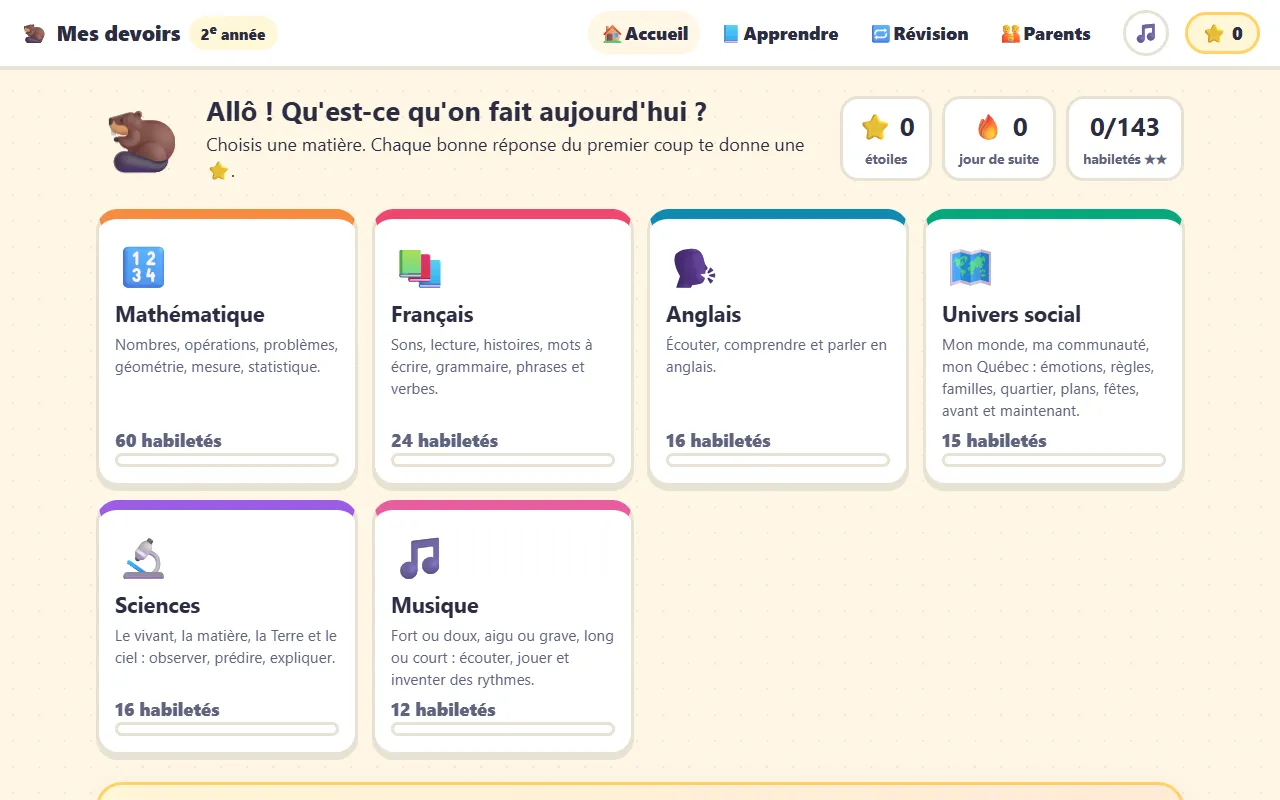 Mes devoirs
2e année
Accueil
Apprendre
Révision
Parents
0
Allô ! Qu'est-ce qu'on fait aujourd'hui ?
Choisis une matière. Chaque bonne réponse du premier coup te donne une
⭐.
0
étoiles
0
jour de suite
0/143
habiletés ★★
1 2
3 4
Mathématique
Nombres, opérations, problèmes,
géométrie, mesure, statistique.
60 habiletés
Français
Sons, lecture, histoires, mots à
écrire, grammaire, phrases et
verbes.
24 habiletés
Anglais
Écouter, comprendre et parler en
anglais.
16 habiletés
Univers social
Mon monde, ma communauté,
mon Québec : émotions, règles,
familles, quartier, plans, fêtes,
avant et maintenant.
15 habiletés
Sciences
Le vivant, la matière, la Terre et le
ciel : observer, prédire, expliquer.
16 habiletés
Musique
Fort ou doux, aigu ou grave, long
ou court : écouter, jouer et
inventer des rythmes.
12 habiletés